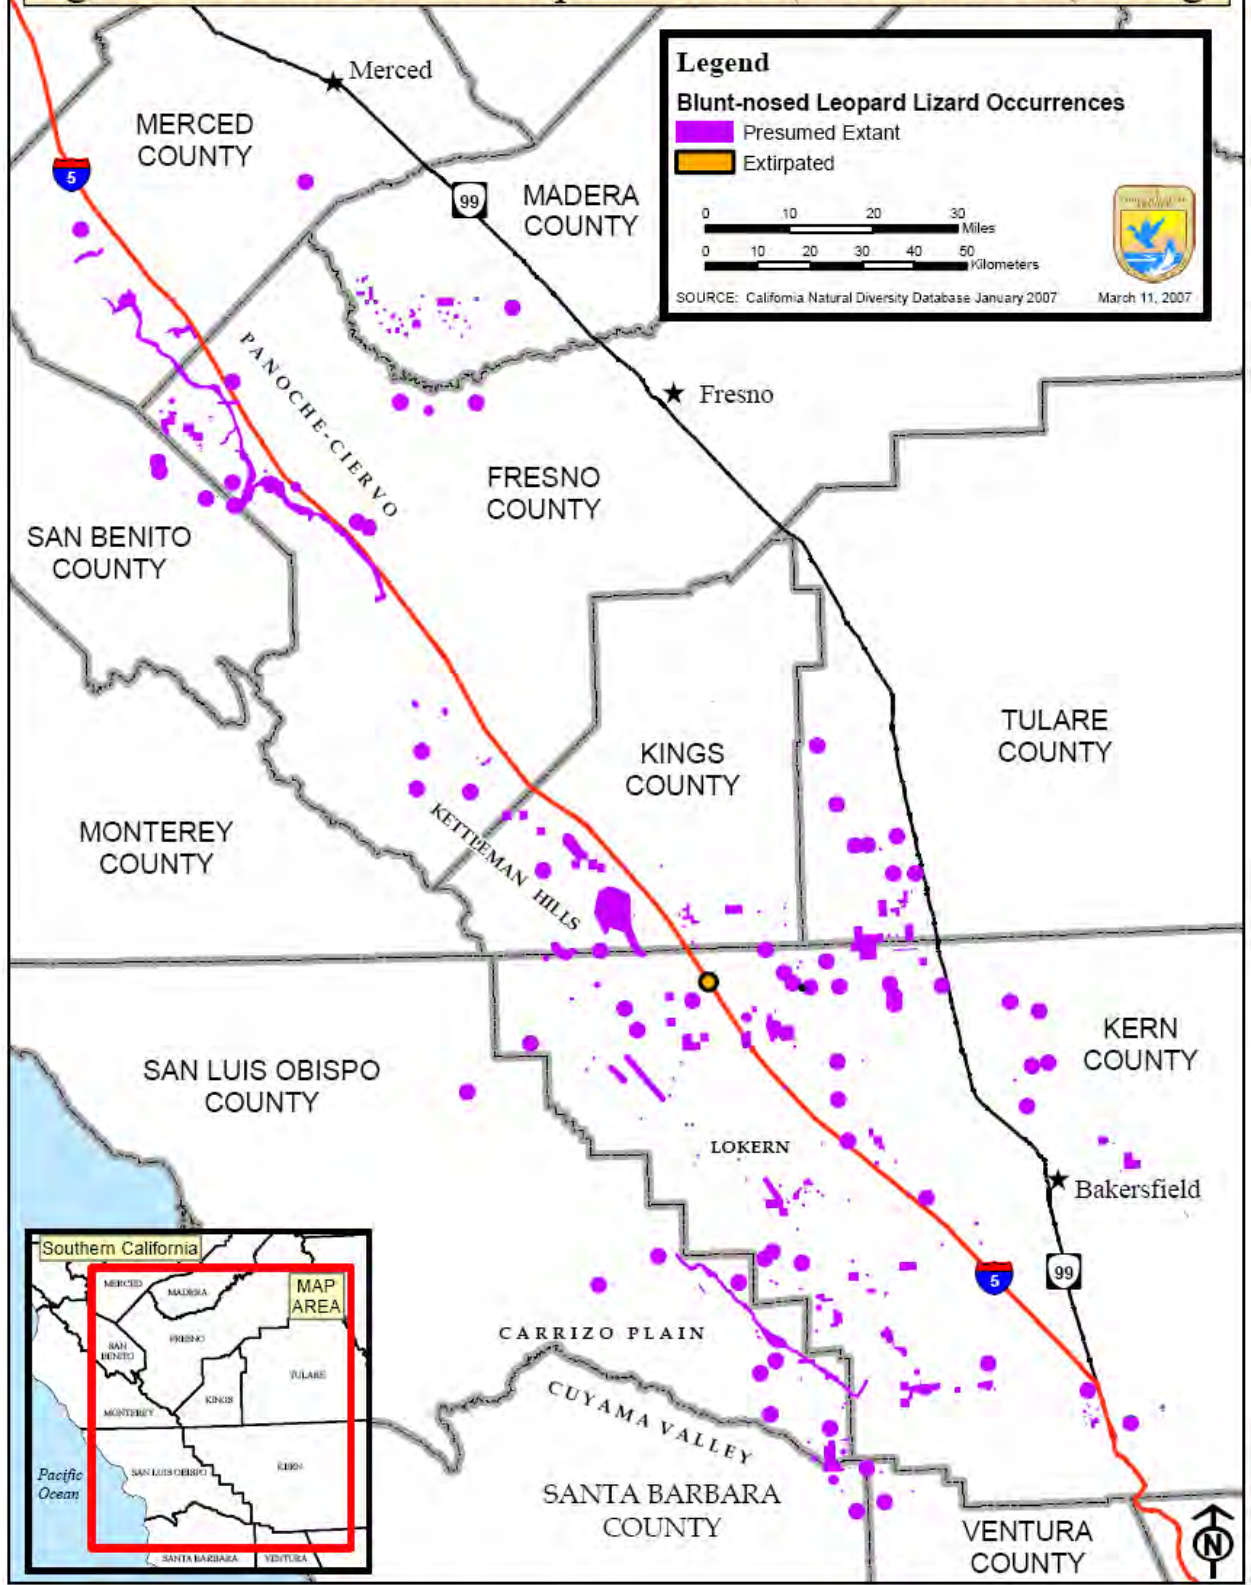 Legend
Blunt-nosed Leopard Lizard Occurrences
Presumed Extant
Extirpated
0 10 20 30
Miles
0 10 20 30 40 50
Kilometers
SOURCE: California Natural Diversity Database January 2007
March 11, 2007
Merced
MERCED
COUNTY
5
99
MADERA
COUNTY
PANOCHE-CIERVO
Fresno
FRESNO
COUNTY
SAN BENITO
COUNTY
TULARE
COUNTY
KINGS
COUNTY
MONTEREY
COUNTY
KETTLEMAN HILLS
KERN
COUNTY
SAN LUIS OBISPO
COUNTY
LOKERN
Bakersfield
5
99
CARRIZO PLAIN
CUYAMA VALLEY
SANTA BARBARA
COUNTY
VENTURA
COUNTY
N
Southern California
MAP
AREA
MERCED
MADERA
FRESNO
SAN
BENITO
TULARE
KINGS
MONTEREY
SAN LUIS OBISPO
KERN
Pacific
Ocean
SANTA BARBARA
VENTURA